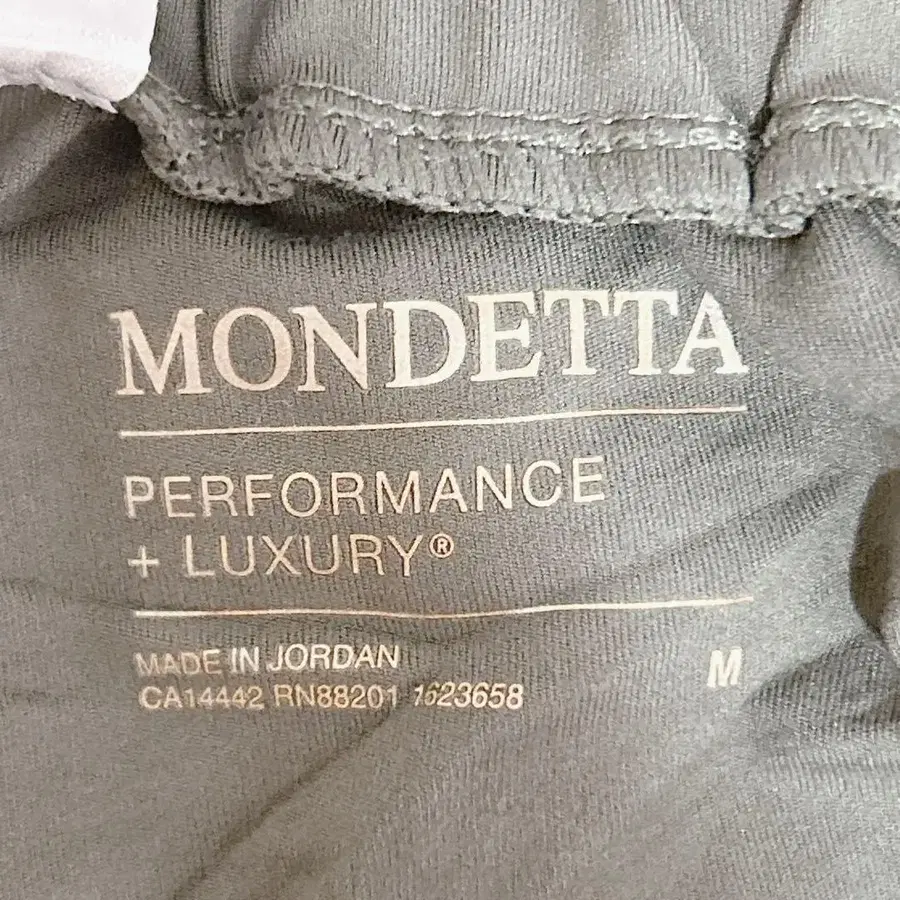 MONDETTA
PERFORMANCE
+ LUXURY®
MADE IN JORDAN
CA14442 RN88201 1623658
M